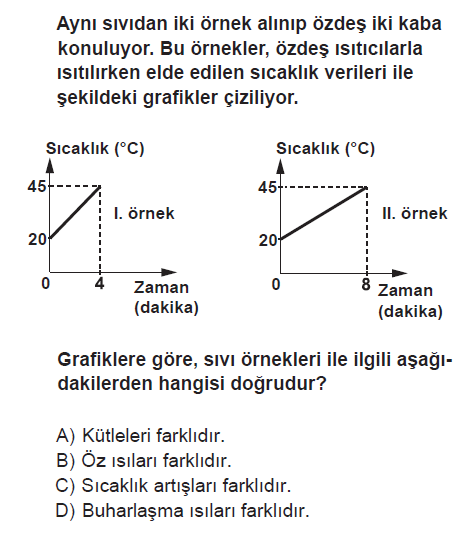 Aynı sıvıdan iki örnek alınıp özdeş iki kaba
konuluyor. Bu örnekler, özdeş ısıtıcılarla
ısıtılırken elde edilen sıcaklık verileri ile
şekildeki grafikler çiziliyor.
Sıcaklık (°C)
45
I. örnek
20
0
4
Zaman
(dakika)
Sıcaklık (°C)
45
II. örnek
20
0
8
Zaman
(dakika)
Grafiklere göre, sıvı örnekleri ile ilgili aşağı-
dakilerden hangisi doğrudur?
A) Kütleleri farklıdır.
B) Öz ısıları farklıdır.
C) Sıcaklık artışları farklıdır.
D) Buharlaşma ısıları farklıdır.